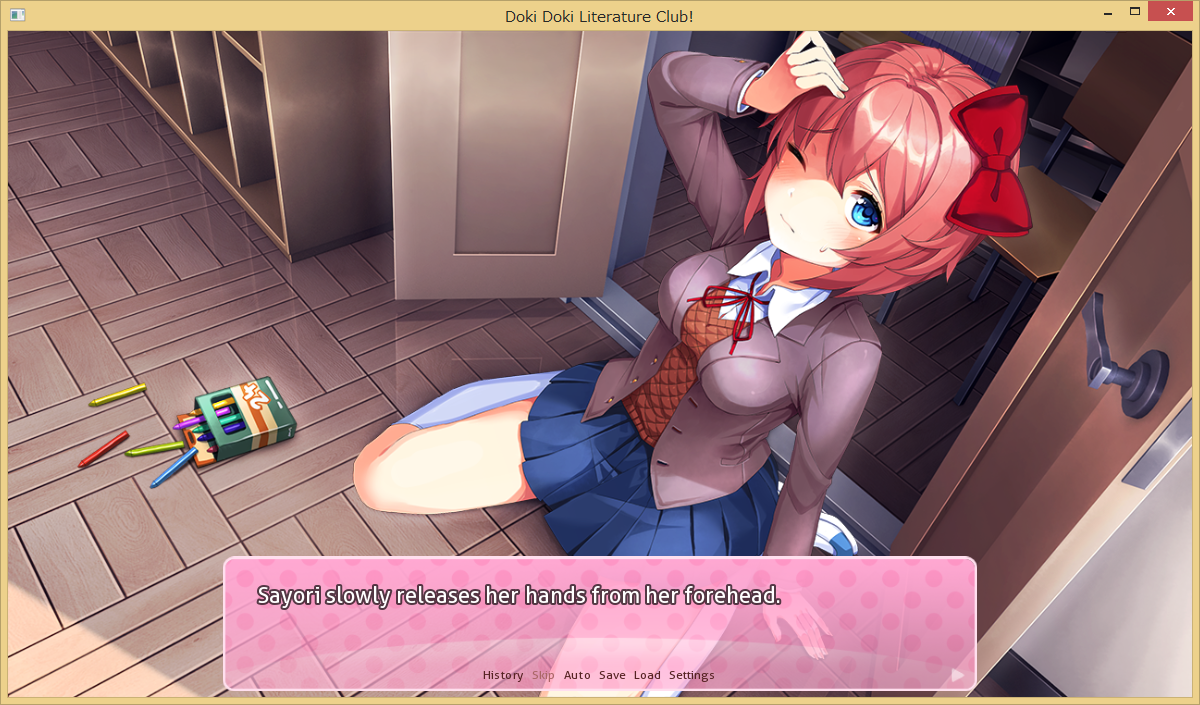 Doki Doki Literature Club!
Sayori slowly releases her hands from her forehead.
History Skip Auto Save Load Settings